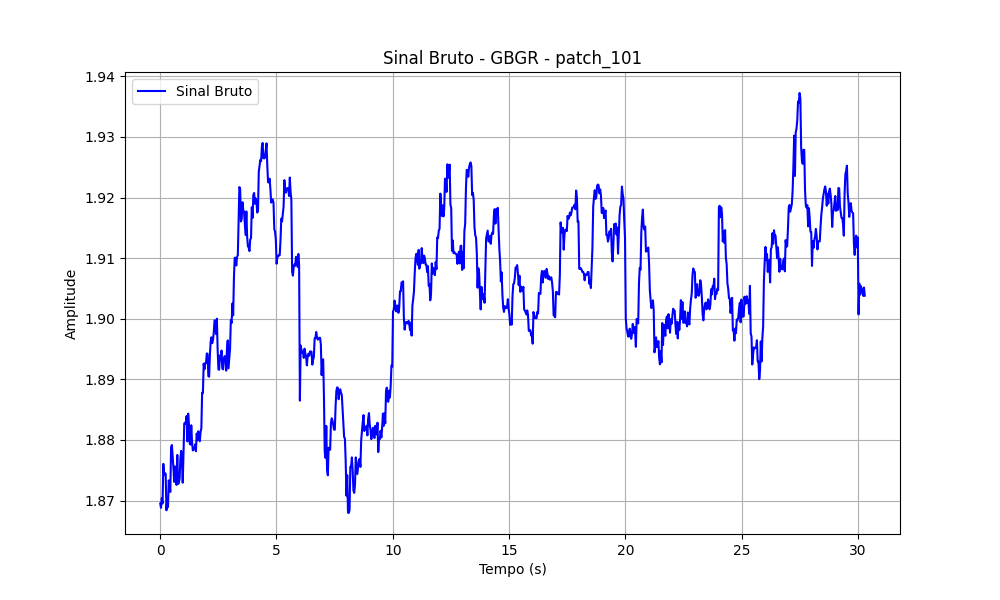 Sinal Bruto - GBGR - patch_101
Sinal Bruto
Amplitude
1.94
1.93
1.92
1.91
1.90
1.89
1.88
1.87
0 5 10 15 20 25 30
Tempo (s)